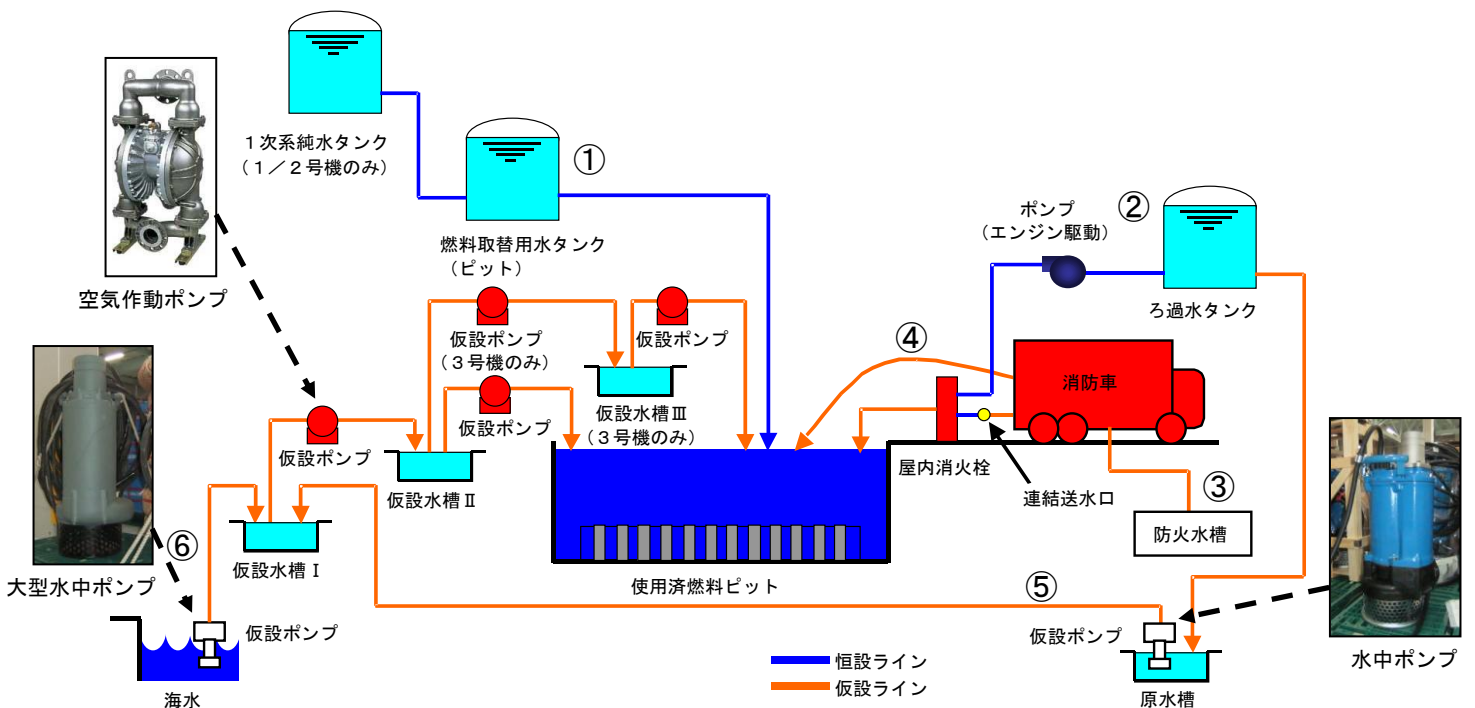 1次系純水タンク
(1/2号機のみ)
①
燃料取替用水タンク
(ピット)
空気作動ポンプ
ポンプ
(エンジン駆動)
②
ろ過水タンク
仮設ポンプ
(3号機のみ)
仮設ポンプ
④
消防車
仮設水槽Ⅲ
(3号機のみ)
仮設ポンプ
仮設ポンプ
仮設水槽Ⅱ
屋内消火栓
連結送水口
③
防火水槽
⑥
仮設水槽Ⅰ
大型水中ポンプ
使用済燃料ピット
⑤
仮設ポンプ
仮設ポンプ
水中ポンプ
恒設ライン
仮設ライン
海水
原水槽